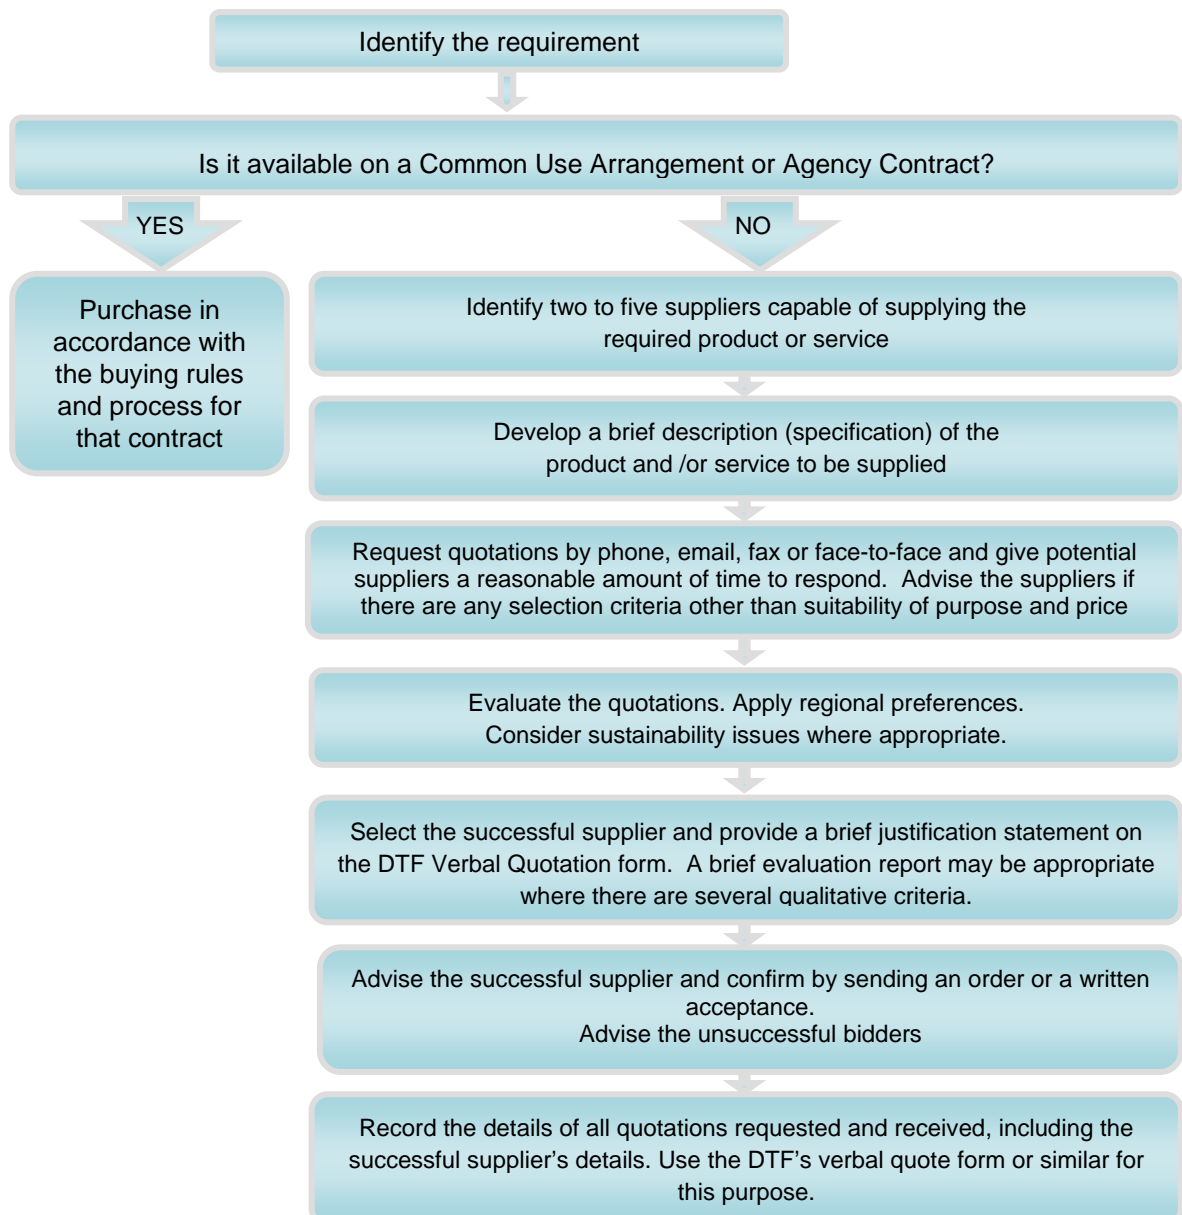 Identify the requirement
Is it available on a Common Use Arrangement or Agency Contract?
YES
NO
Purchase in
accordance with
the buying rules
and process for
that contract
Identify two to five suppliers capable of supplying the
required product or service
Develop a brief description (specification) of the
product and /or service to be supplied
Request quotations by phone, email, fax or face-to-face and give potential
suppliers a reasonable amount of time to respond.  Advise the suppliers if
there are any selection criteria other than suitability of purpose and price
Evaluate the quotations. Apply regional preferences.
Consider sustainability issues where appropriate.
Select the successful supplier and provide a brief justification statement on
the DTF Verbal Quotation form.  A brief evaluation report may be appropriate
where there are several qualitative criteria.
Advise the successful supplier and confirm by sending an order or a written
acceptance.
Advise the unsuccessful bidders
Record the details of all quotations requested and received, including the
successful supplier’s details. Use the DTF’s verbal quote form or similar for
this purpose.